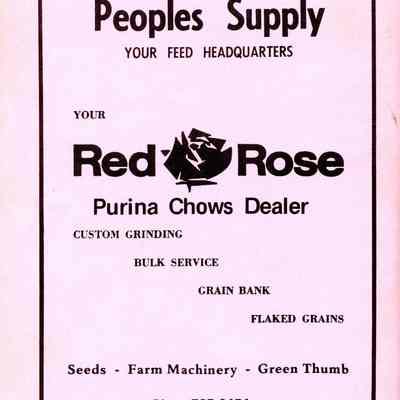 Peoples Supply
YOUR FEED HEADQUARTERS
YOUR
Red Rose
Purina Chows Dealer
CUSTOM GRINDING
BULK SERVICE
GRAIN BANK
FLAKED GRAINS
Seeds - Farm Machinery - Green Thumb